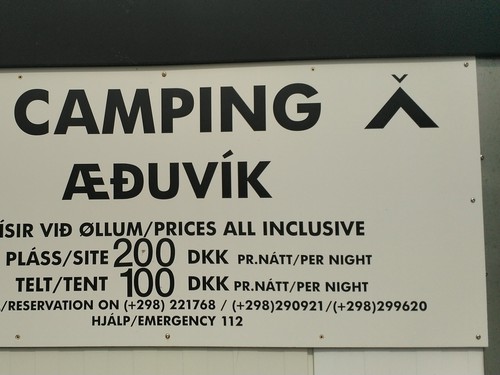 CAMPING
ÆÐUVÍK
ÍSIR VIÐ ØLLUM/PRICES ALL INCLUSIVE
PLÁSS/SITE 200 DKK PR.NÁTT/PER NIGHT
TELT/TENT 100 DKK PR.NÁTT/PER NIGHT
/RESERVATION ON (+298) 221768 / (+298)290921/(+298)299620
HJÁLP/EMERGENCY 112